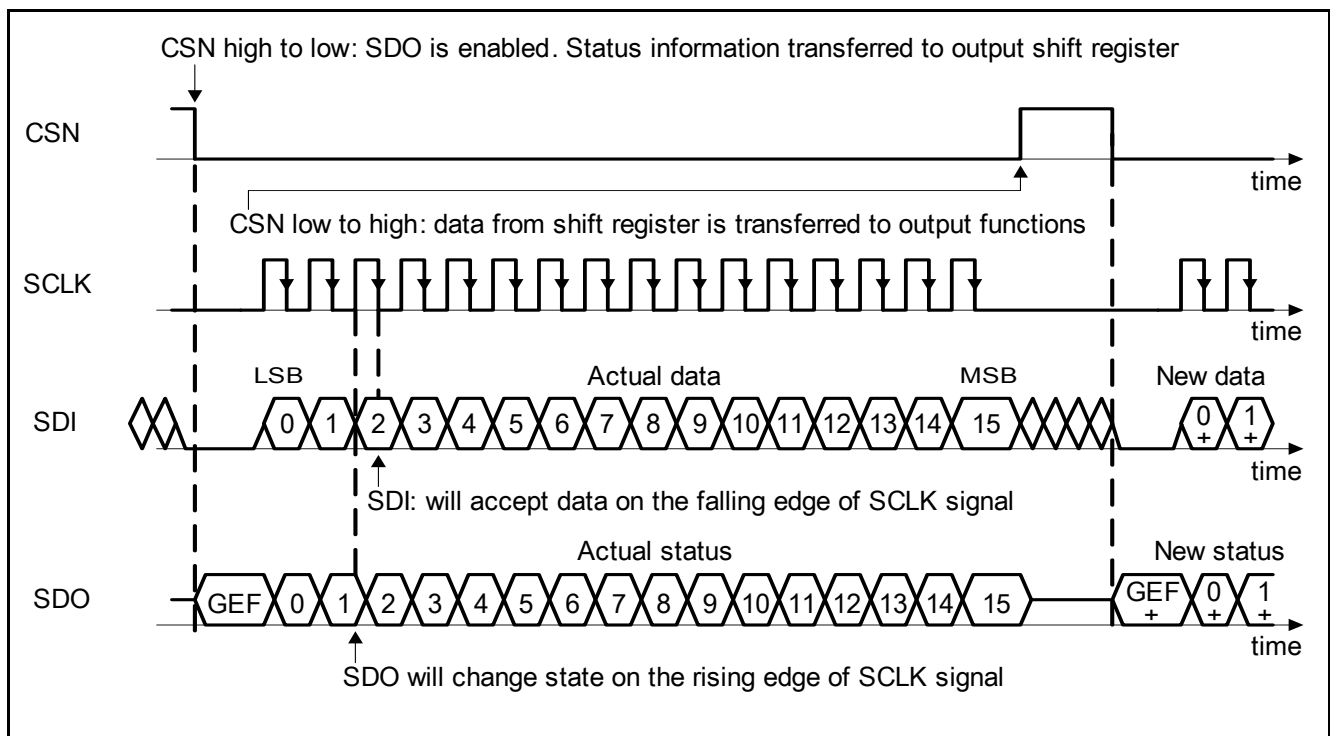 CSN high to low: SDO is enabled. Status information transferred to output shift register
CSN
time
CSN low to high: data from shift register is transferred to output functions
SCLK
time
LSB Actual data MSB New data
SDI 0 1 2 3 4 5 6 7 8 9 10 11 12 13 14 15 0+ 1+
time
SDI: will accept data on the falling edge of SCLK signal
Actual status New status
SDO GEF 0 1 2 3 4 5 6 7 8 9 10 11 12 13 14 15 GEF+ 0+ 1+
time
SDO will change state on the rising edge of SCLK signal